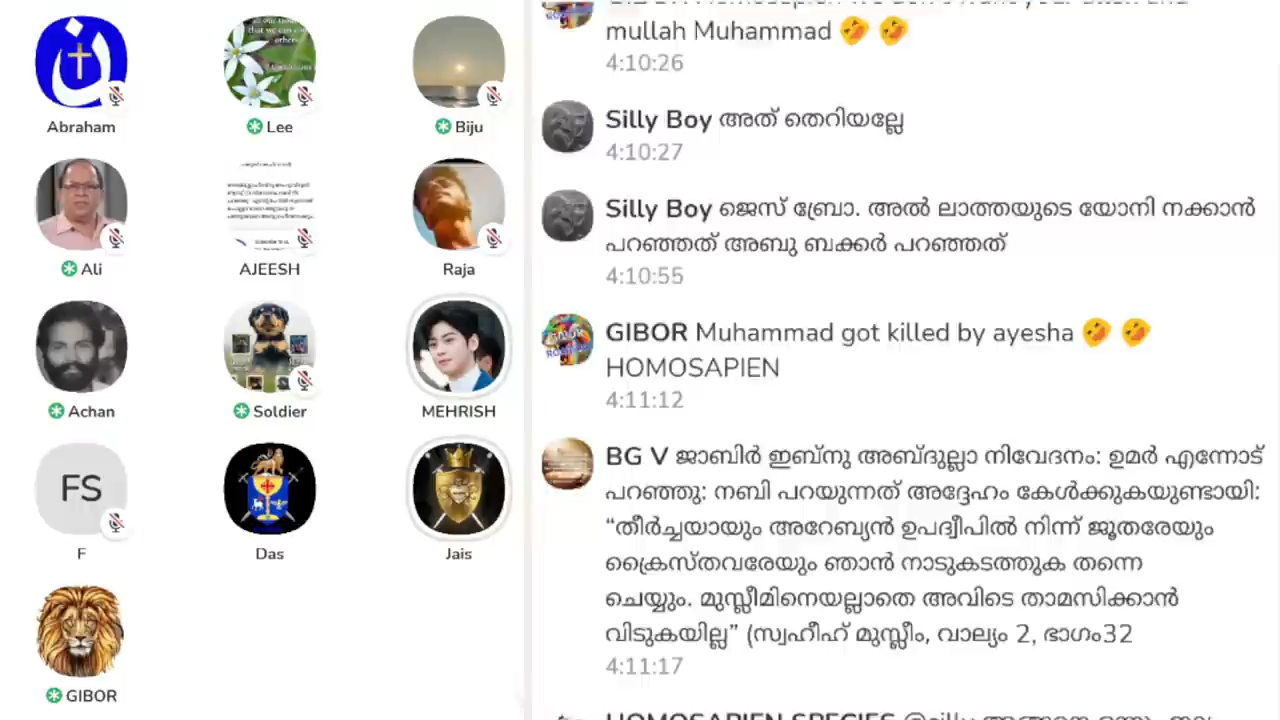 Abraham
Lee
Biju
Ali
AJEESH
Raja
Achan
Soldier
MEHRISH
FS
F
Das
Jais
GIBOR
mullah Muhammad 🤣 🤣
4:10:26
Silly Boy അത് തെറിയല്ലേ
4:10:27
Silly Boy ജെസ് ബ്രോ. അൽ ലാത്തയുടെ യോനി നക്കാൻ
പറഞ്ഞത് അബു ബക്കർ പറഞ്ഞത്
4:10:55
GIBOR Muhammad got killed by ayesha 🤣 🤣
HOMOSAPIEN
4:11:12
BG V ജാബിർ ഇബ്നു അബ്ദുല്ലാ നിവേദനം: ഉമർ എന്നോട്
പറഞ്ഞു: നബി പറയുന്നത് അദ്ദേഹം കേൾക്കുകയുണ്ടായി:
“തീർച്ചയായും അറേബ്യൻ ഉപദ്വീപിൽ നിന്ന് ജൂതരേയും
ക്രൈസ്തവരേയും ഞാൻ നാടുകടത്തുക തന്നെ
ചെയ്യും. മുസ്ലീമിനെയല്ലാതെ അവിടെ താമസിക്കാൻ
വിടുകയില്ല” (സ്വഹീഹ് മുസ്ലീം, വാല്യം 2, ഭാഗം32
4:11:17
HOMOSAPIEN SPECIES @silly